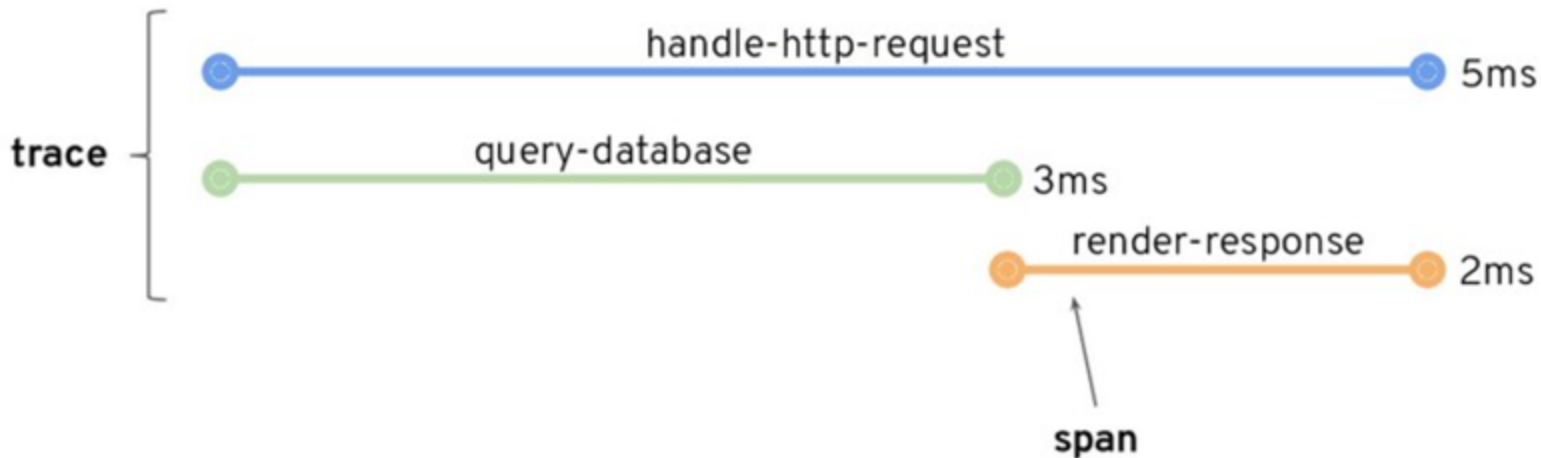 handle-http-request
5ms
trace
query-database
3ms
render-response
2ms
span